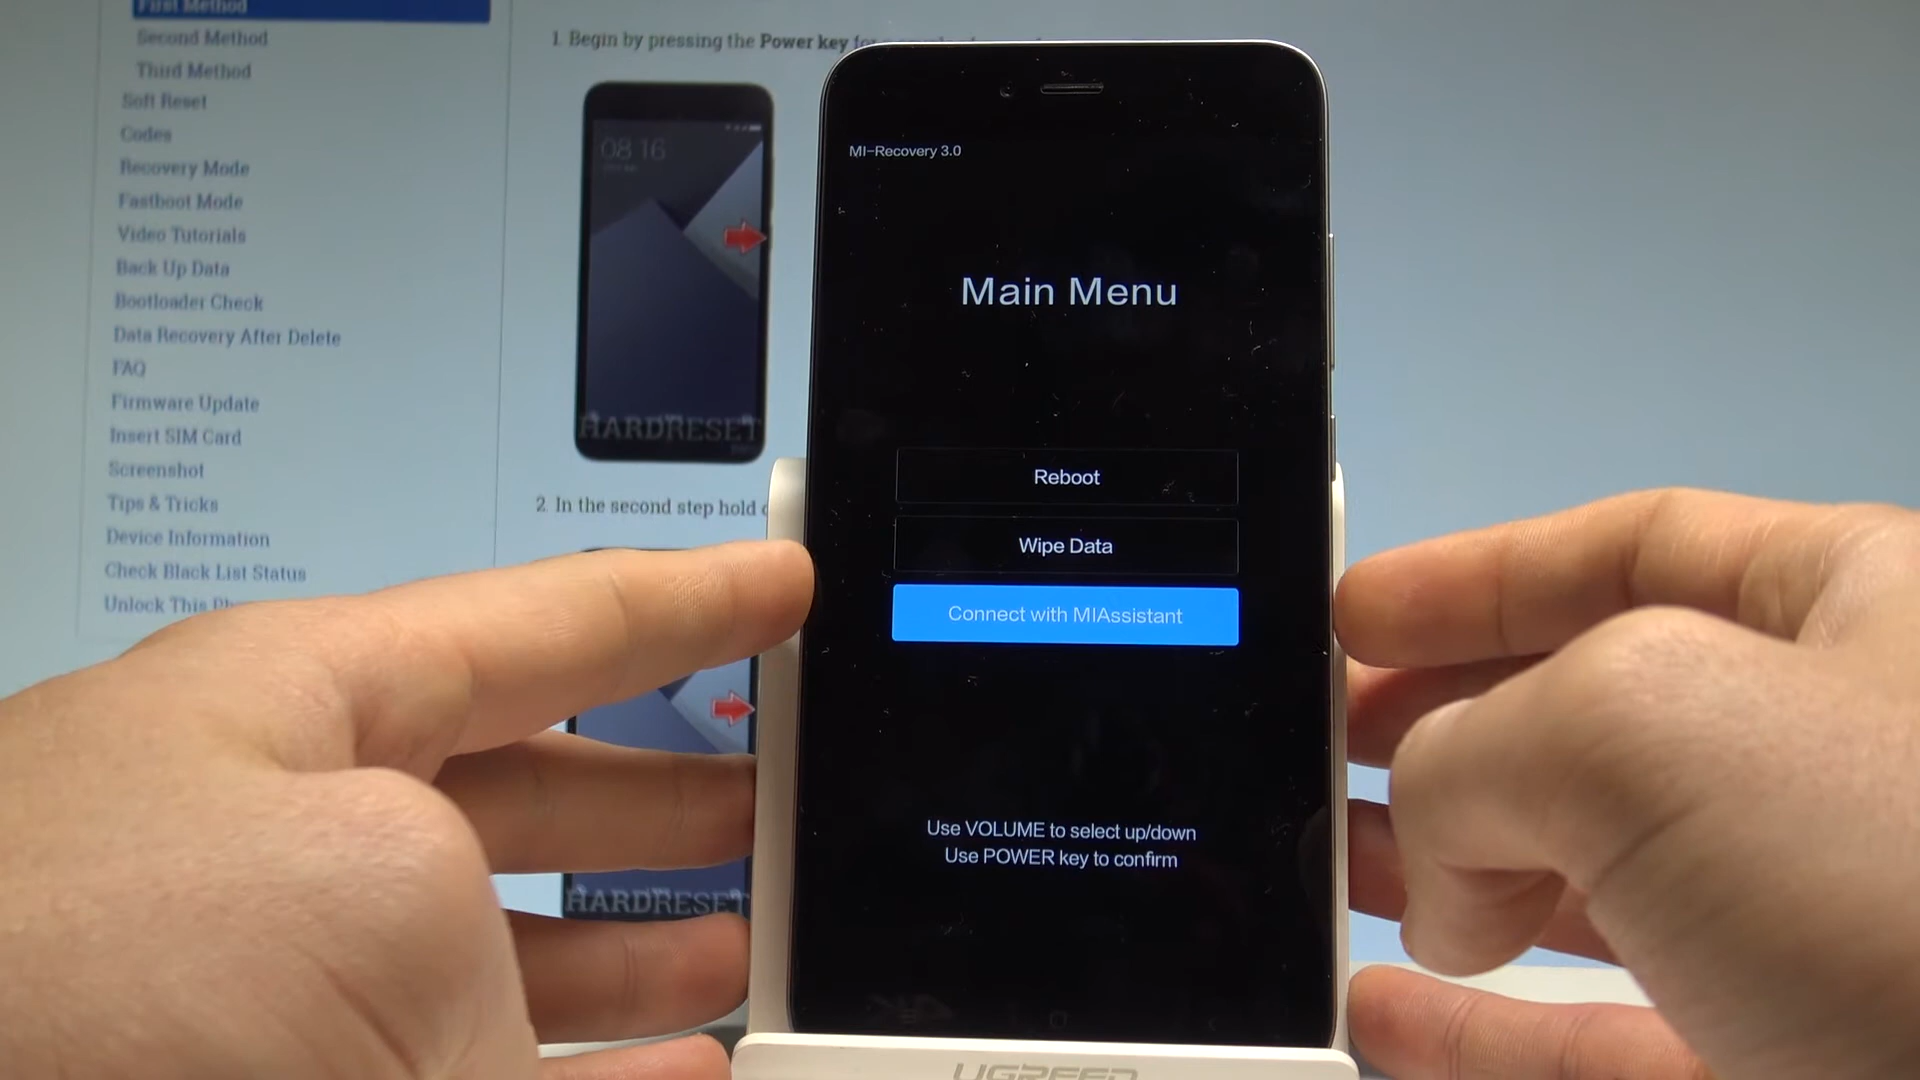 First Method
Second Method
Third Method
Soft Reset
Codes
Recovery Mode
Fastboot Mode
Video Tutorials
Back Up Data
Bootloader Check
Data Recovery After Delete
FAQ
Firmware Update
Insert SIM Card
Screenshot
Tips & Tricks
Device Information
Check Black List Status
Unlock This
1. Begin by pressing the Power key
08 16
HARDRESET
2. In the second step hold
HARDRESET
MI-Recovery 3.0
Main Menu
Reboot
Wipe Data
Connect with MIAssistant
Use VOLUME to select up/down
Use POWER key to confirm
UGREEN